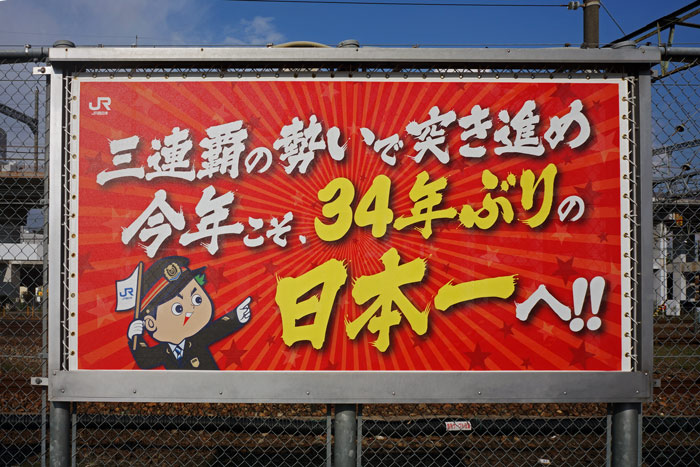 JR
三連覇の勢いで突き進め
今年こそ、34年ぶりの
日本一へ!!
JR